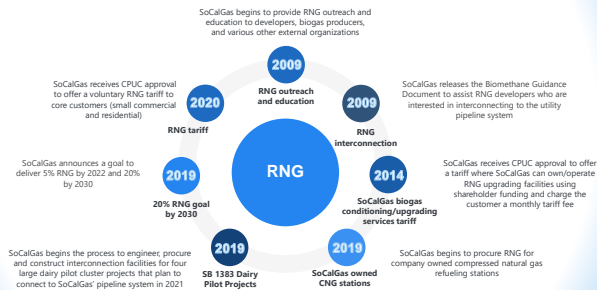 SoCalGas begins to provide RNG outreach and
education to developers, biogas producers,
and various other external organizations
2009
RNG outreach
and education
SoCalGas releases the Biomethane Guidance
Document to assist RNG developers who are
interested in interconnecting to the utility
pipeline system
2009
RNG
interconnection
SoCalGas receives CPUC approval to offer
a tariff where SoCalGas can own/operate
RNG upgrading facilities using
shareholder funding and charge the
customer a monthly tariff fee
2014
SoCalGas biogas
conditioning/upgrading
services tariff
SoCalGas begins to procure RNG for
company owned compressed natural gas
refueling stations
2019
SoCalGas owned
CNG stations
2019
SB 1383 Dairy
Pilot Projects
SoCalGas begins the process to engineer, procure
and construct interconnection facilities for four
large dairy pilot cluster projects that plan to
connect to SoCalGas' pipeline system in 2021
SoCalGas announces a goal to
deliver 5% RNG by 2022 and 20%
by 2030
2019
20% RNG goal
by 2030
SoCalGas receives CPUC approval
to offer a voluntary RNG tariff to
core customers (small commercial
and residential)
2020
RNG tariff
RNG